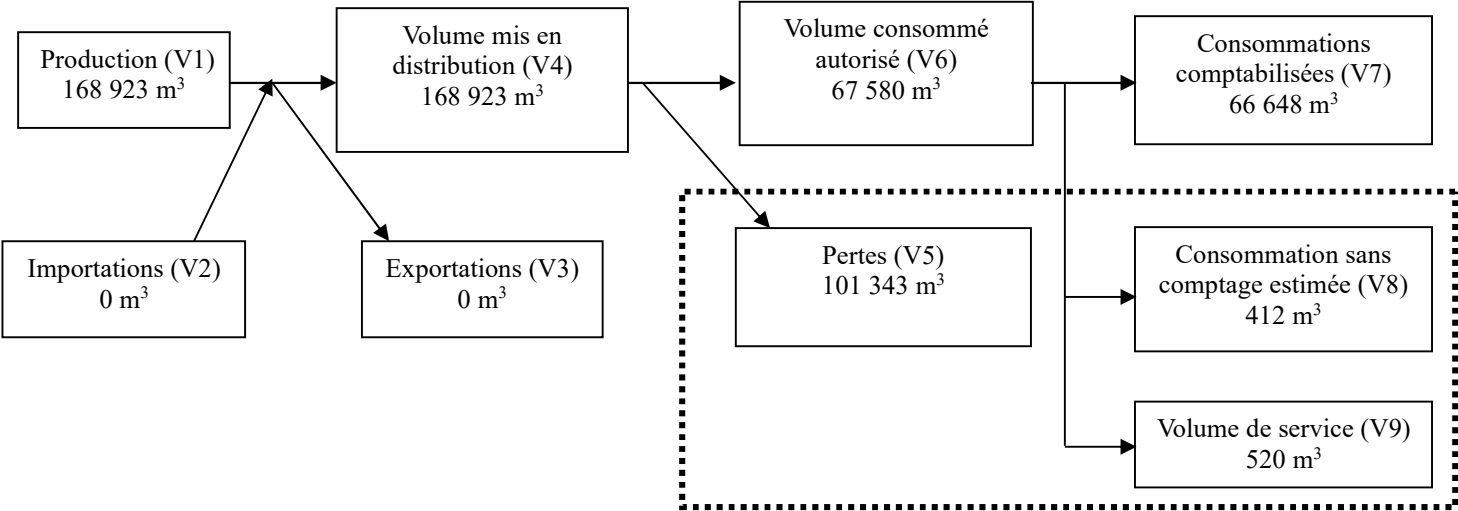 Production (V1)
168 923 m³
Volume mis en
distribution (V4)
168 923 m³
Volume consommé
autorisé (V6)
67 580 m³
Consommations
comptabilisées (V7)
66 648 m³
Importations (V2)
0 m³
Exportations (V3)
0 m³
Pertes (V5)
101 343 m³
Consommation sans
comptage estimée (V8)
412 m³
Volume de service (V9)
520 m³